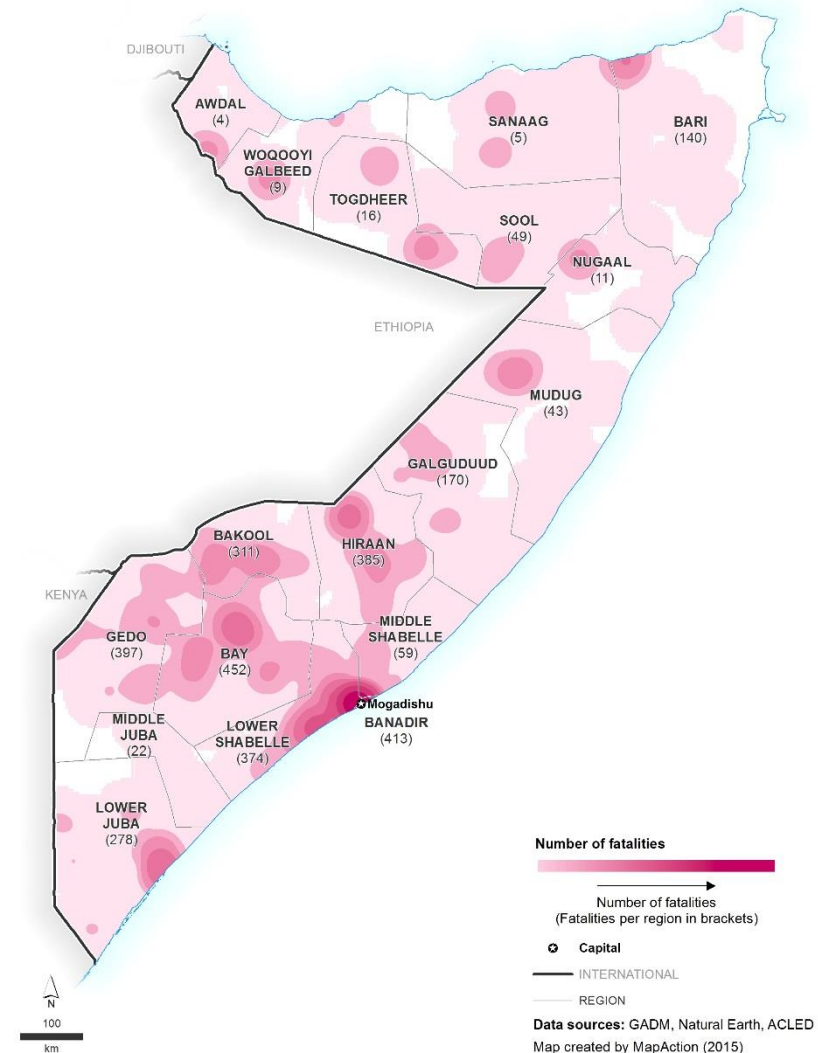 DJIBOUTI
AWDAL
(4)
WOQOOYI
GALBEED
(9)
TOGDHEER
(16)
SANAAG
(5)
BARI
(140)
SOOL
(49)
NUGAAL
(11)
ETHIOPIA
MUDUG
(43)
GALGUDUUD
(170)
BAKOOL
(311)
HIRAAN
(385)
KENYA
GEDO
(397)
BAY
(452)
MIDDLE
SHABELLE
(59)
Mogadishu
BANADIR
(413)
MIDDLE
JUBA
(22)
LOWER
SHABELLE
(374)
LOWER
JUBA
(278)
Number of fatalities
Number of fatalities
(Fatalities per region in brackets)
Capital
INTERNATIONAL
REGION
Data sources: GADM, Natural Earth, ACLED
Map created by MapAction (2015)
N
100
km